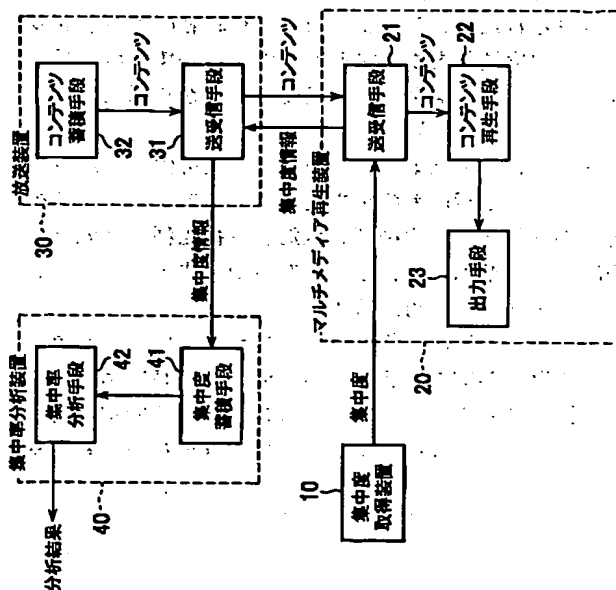 放送装置
30
コンテンツ
蓄積手段
32
コンテンツ
送受信手段
31
コンテンツ
集中度情報
集中度情報
マルチメディア再生装置
20
送受信手段
21
コンテンツ
コンテンツ
再生手段
22
出力手段
23
集中度
集中度
取得装置
10
集中率分析装置
40
集中度
蓄積手段
41
集中率
分析手段
42
分析結果